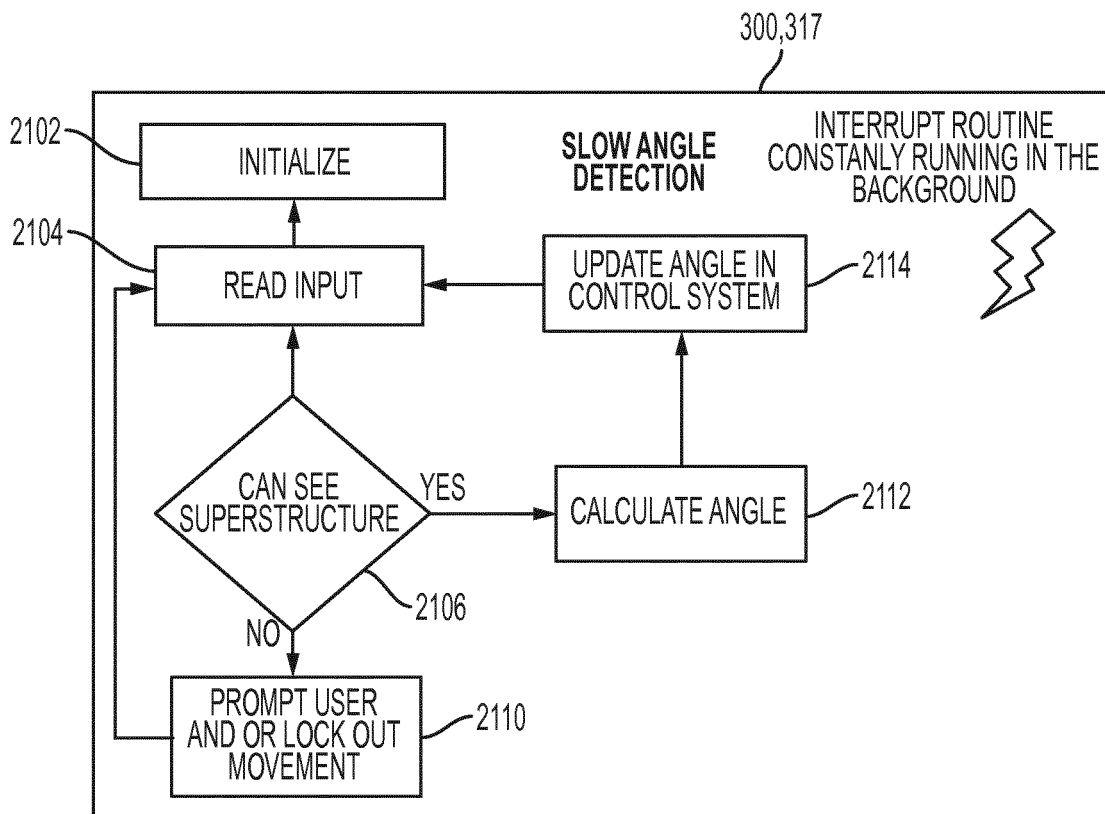 300,317
2102
INITIALIZE
SLOW ANGLE
DETECTION
INTERRUPT ROUTINE
CONSTANLY RUNNING IN THE
BACKGROUND
2104
READ INPUT
UPDATE ANGLE IN
CONTROL SYSTEM
2114
CAN SEE
SUPERSTRUCTURE
YES
CALCULATE ANGLE
2112
2106
NO
PROMPT USER
AND OR LOCK OUT
MOVEMENT
2110